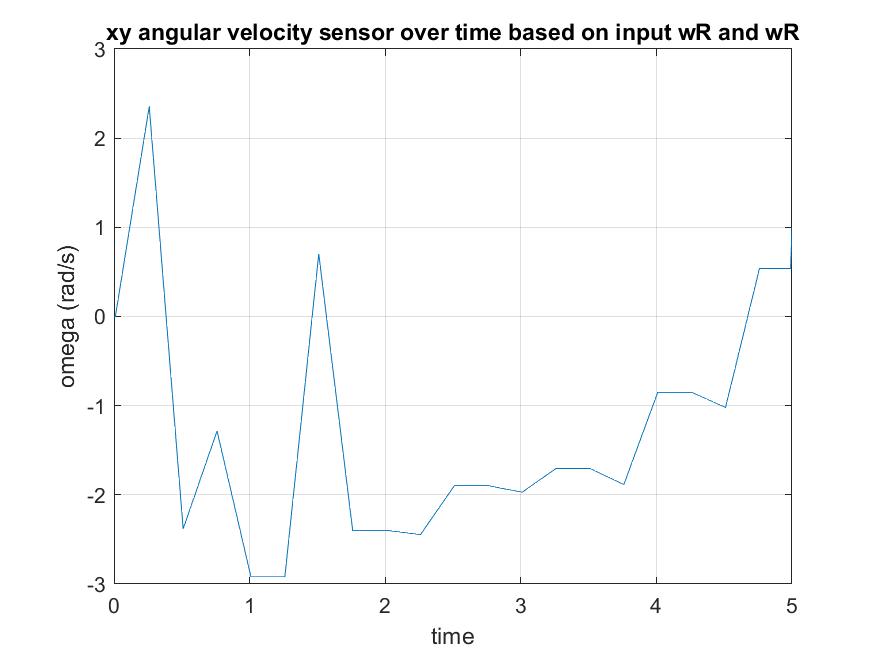 xy angular velocity sensor over time based on input wR and wR
3
2
1
0
-1
-2
-3
omega (rad/s)
0 1 2 3 4 5
time